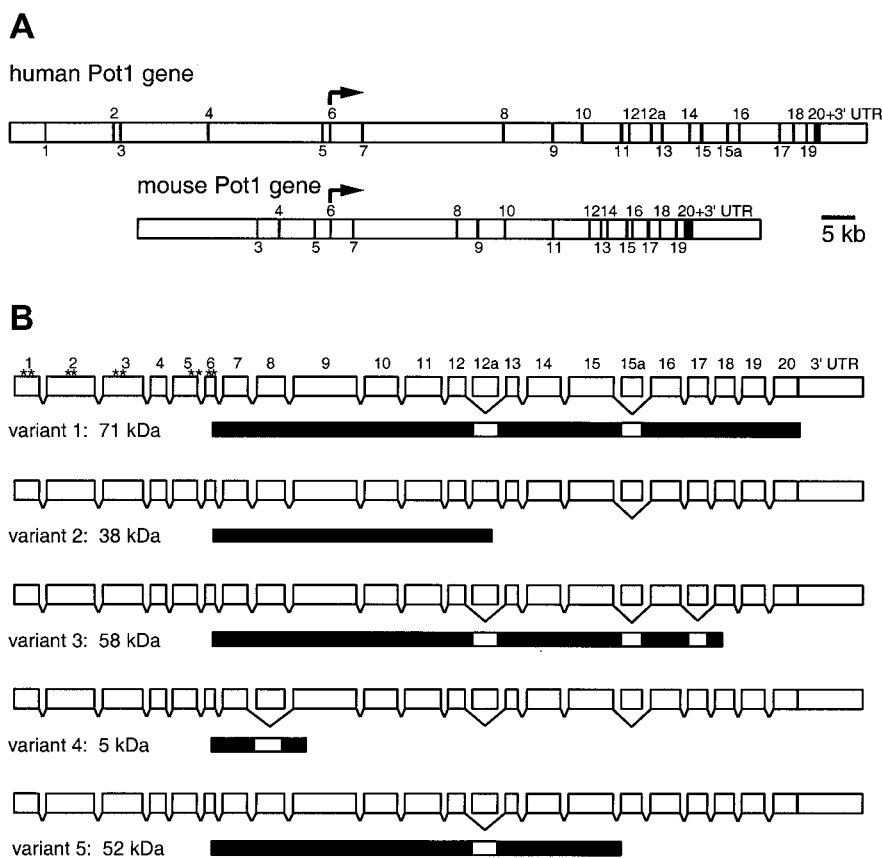 A
human Pot1 gene
2 4 6 8 10 12 12a 14 16 18 20+3' UTR
1 3 5 7 9 11 13 15 15a 17 19
mouse Pot1 gene
4 6 8 10 12 14 16 18 20+3' UTR
3 5 7 9 11 13 15 17 19
5 kb
B
1 2 3 4 5 6 7 8 9 10 11 12 12a 13 14 15 15a 16 17 18 19 20 3' UTR
** ** ** ** **
variant 1: 71 kDa
variant 2: 38 kDa
variant 3: 58 kDa
variant 4: 5 kDa
variant 5: 52 kDa